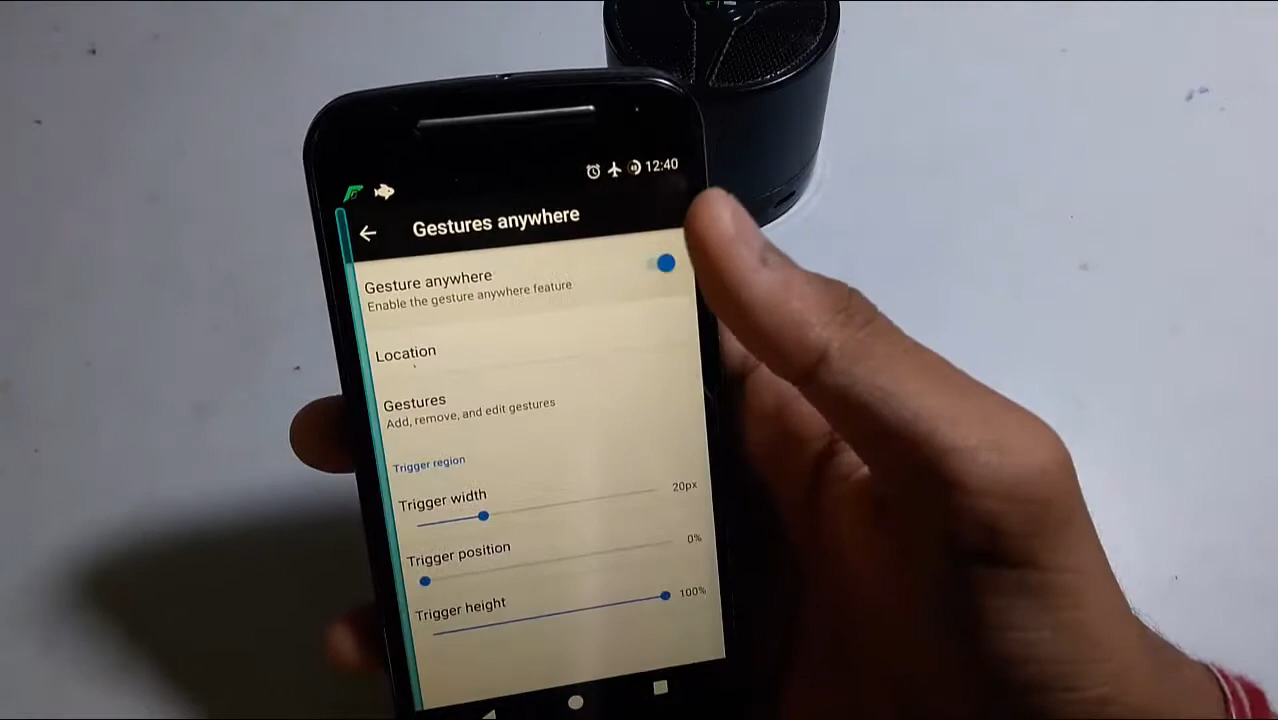 12:40
Gestures anywhere
Gesture anywhere
Enable the gesture anywhere feature
Location
Gestures
Add, remove, and edit gestures
Trigger region
Trigger width
20px
Trigger position
0%
Trigger height
100%